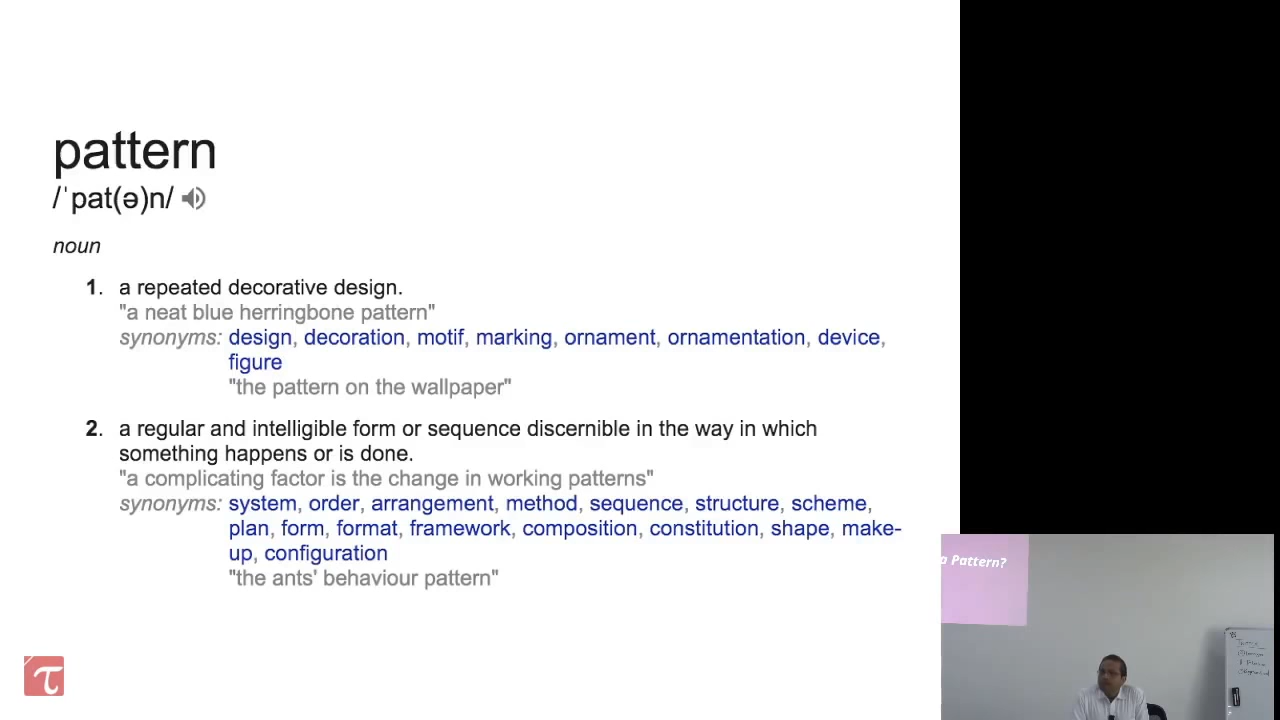 pattern
/ˈpat(ə)n/
noun
1. a repeated decorative design.
"a neat blue herringbone pattern"
synonyms: design, decoration, motif, marking, ornament, ornamentation, device,
figure
"the pattern on the wallpaper"
2. a regular and intelligible form or sequence discernible in the way in which
something happens or is done.
"a complicating factor is the change in working patterns"
synonyms: system, order, arrangement, method, sequence, structure, scheme,
plan, form, format, framework, composition, constitution, shape, make-
up, configuration
"the ants' behaviour pattern"
τ
a Pattern?